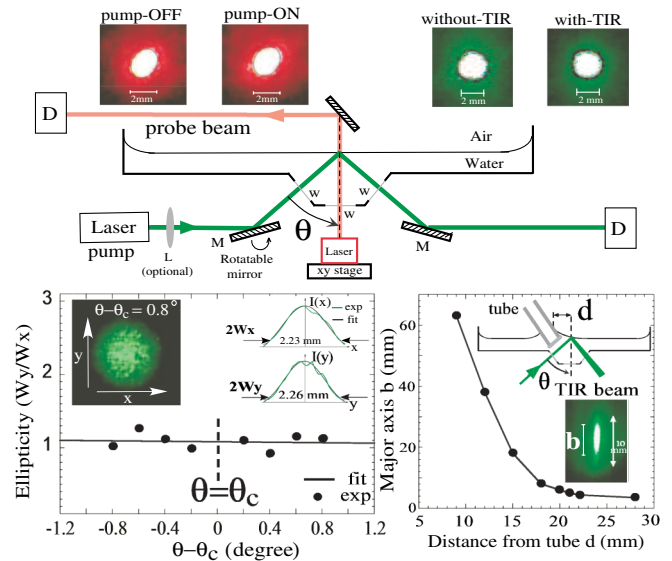 pump-OFF
pump-ON
without-TIR
with-TIR
2mm
2mm
2 mm
2 mm
D
probe beam
Air
Water
w
w
w
Laser
pump
L
(optional)
M
Rotatable
mirror
θ
Laser
xy stage
M
D
Ellipticity (Wy/Wx)
3
2
1
0
θ-θc = 0.8°
y
x
I(x)
exp
fit
2Wx
2.23 mm
x
I(y)
2Wy
2.26 mm
y
θ=θc
fit
exp
-1.2
-0.8
-0.4
0
0.4
0.8
1.2
θ-θc (degree)
Major axis b (mm)
60
40
20
0
tube
d
θ
TIR beam
b
10
mm
5
10
15
20
25
30
Distance from tube d (mm)